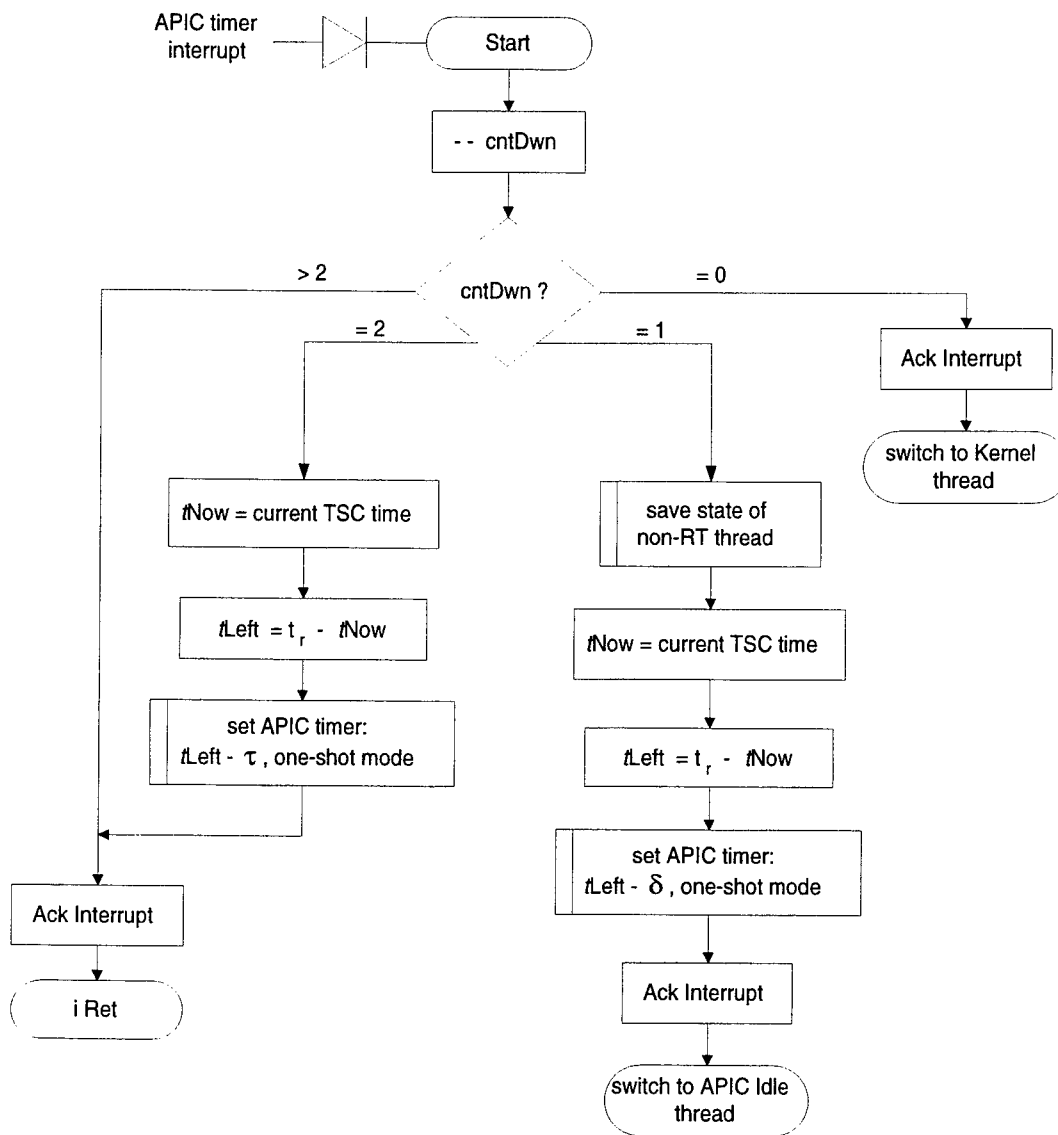 APIC timer
interrupt
Start
- - cntDwn
cntDwn ?
> 2
= 0
= 2
= 1
Ack Interrupt
switch to Kernel
thread
tNow = current TSC time
tLeft = t r - tNow
set APIC timer:
tLeft - τ , one-shot mode
Ack Interrupt
i Ret
save state of
non-RT thread
tNow = current TSC time
tLeft = t r - tNow
set APIC timer:
tLeft - δ , one-shot mode
Ack Interrupt
switch to APIC Idle
thread